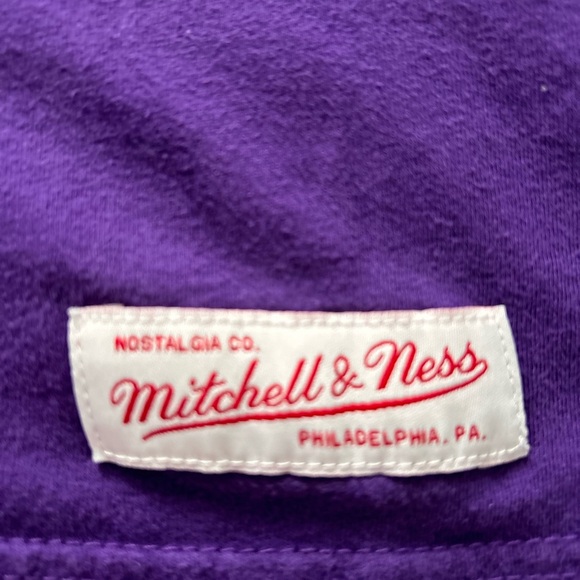 NOSTALGIA CO.
Mitchell & Ness
PHILADELPHIA, PA.